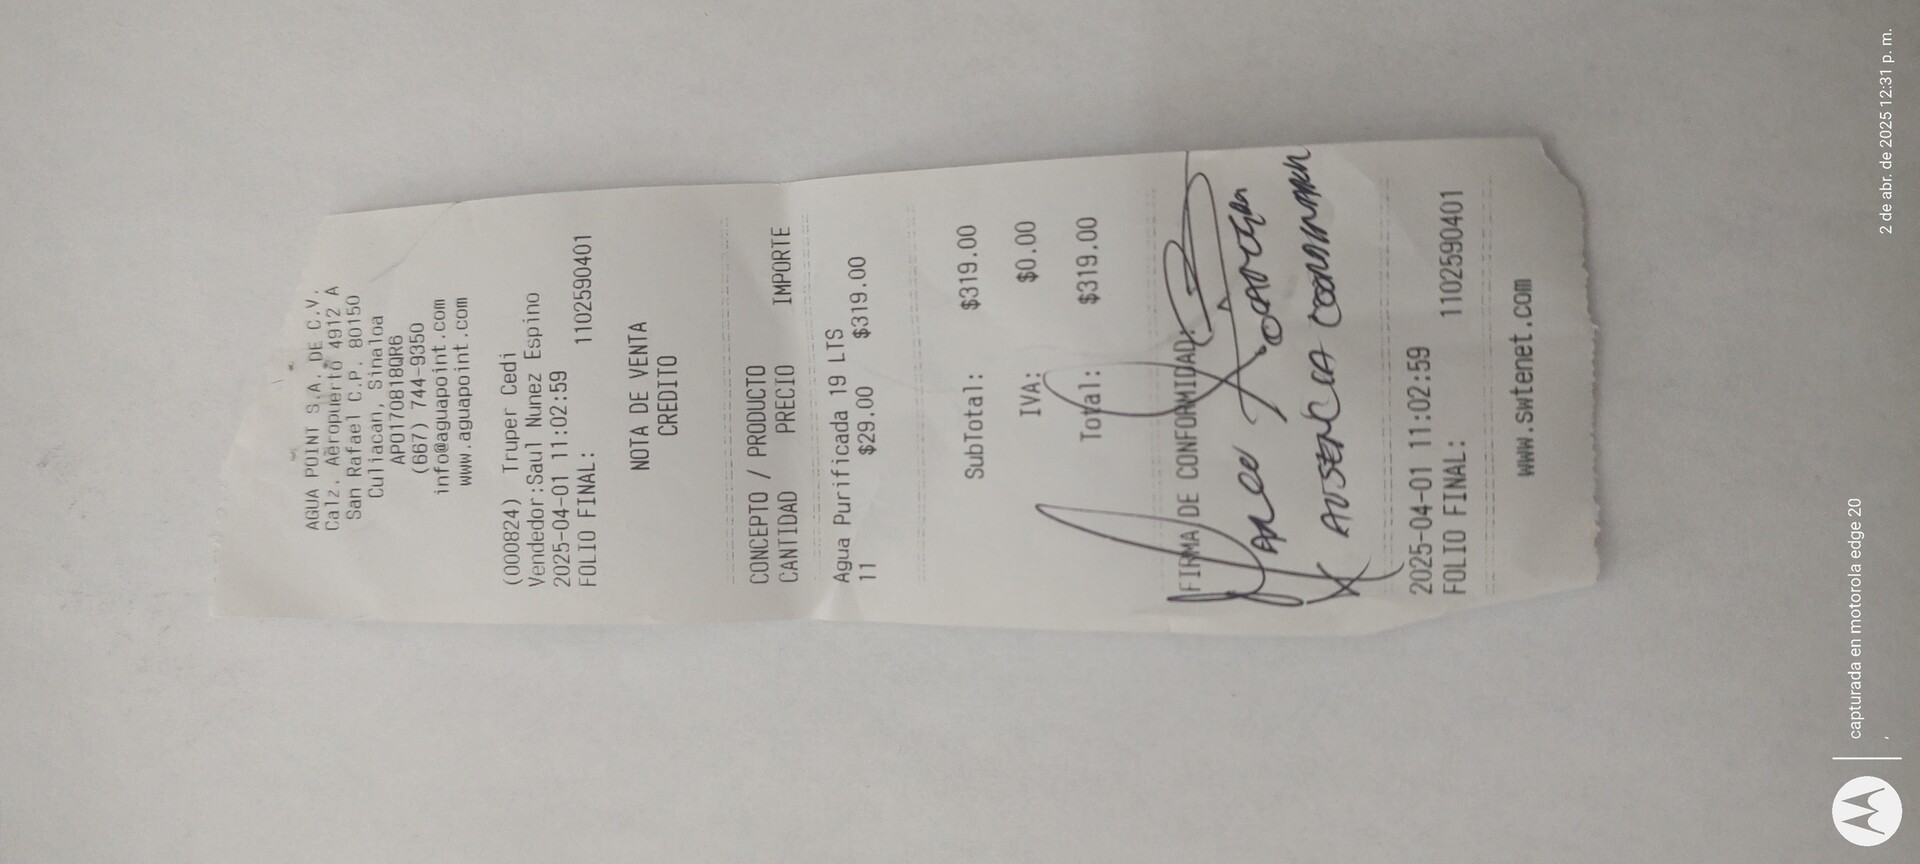 AGUA POINT S.A. DE C.V.
Calz. Aeropuerto 4912 A
San Rafael C.P. 80150
Culiacan, Sinaloa
APO170818QR6
(667) 744-9350
info@aguapoint.com
www.aguapoint.com
(000824) Truper Cedi
Vendedor:Saul Nunez Espino
2025-04-01 11:02:59
FOLIO FINAL: 1102590401
NOTA DE VENTA
CREDITO
CONCEPTO / PRODUCTO
CANTIDAD PRECIO IMPORTE
Agua Purificada 19 LTS
11 $29.00 $319.00
SubTotal: $319.00
IVA: $0.00
Total: $319.00
FIRMA DE CONFORMIDAD:
AUSENCIA
2025-04-01 11:02:59
FOLIO FINAL: 1102590401
www.swtenet.com
capturada en motorola edge 20
,
2 de abr. de 2025 12:31 p. m.